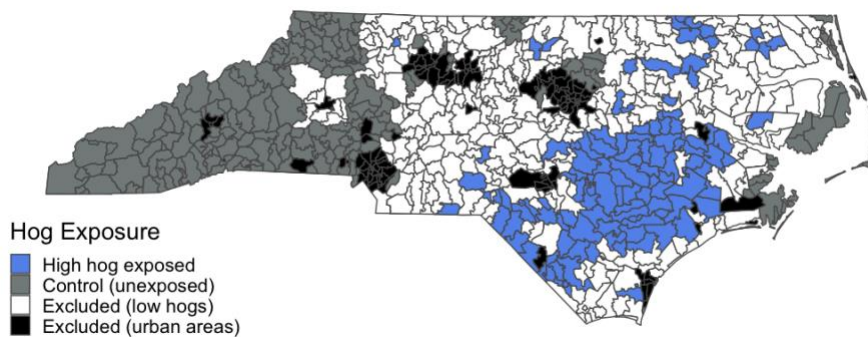 Hog Exposure
High hog exposed
Control (unexposed)
Excluded (low hogs)
Excluded (urban areas)